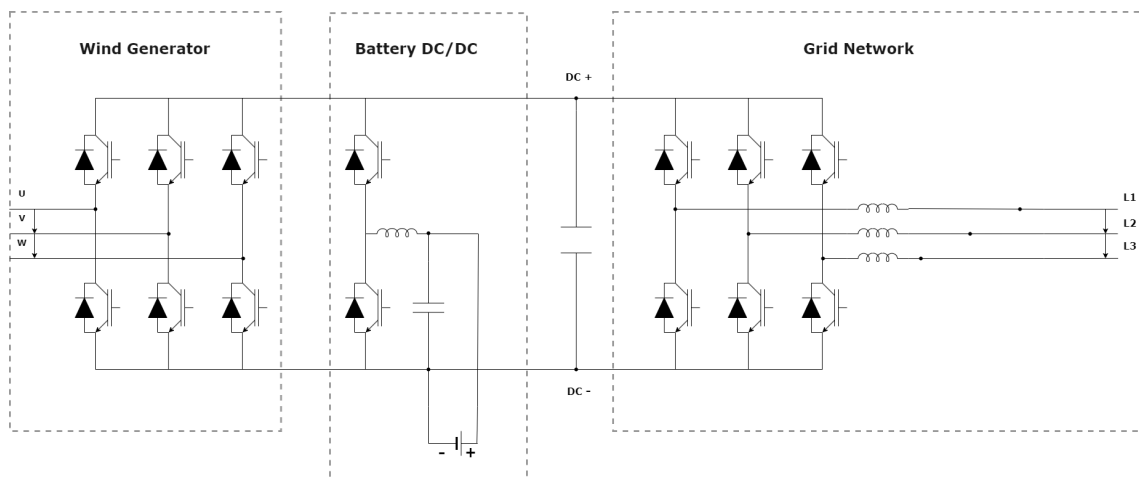 Wind Generator
Battery DC/DC
Grid Network
DC +
U
V
W
L1
L2
L3
DC -
- +